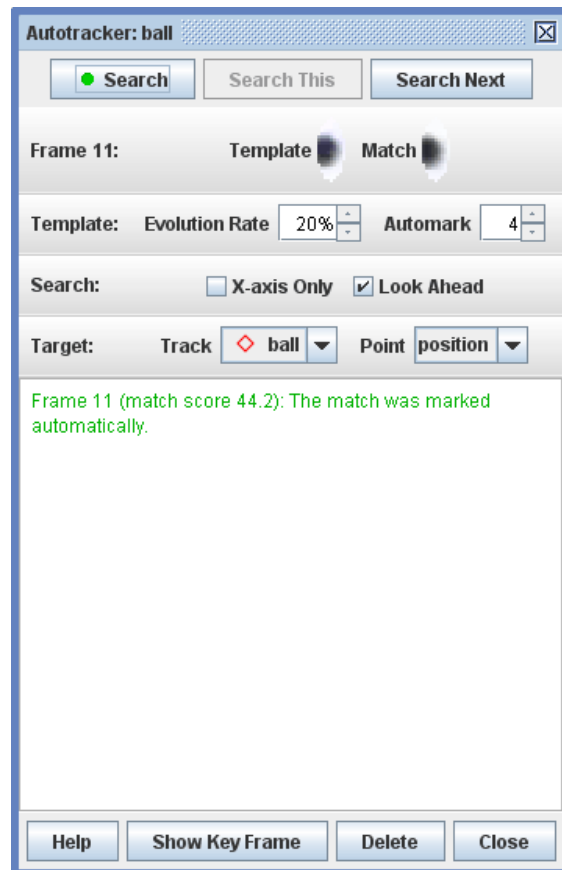 Autotracker: ball
Search Search This Search Next
Frame 11: Template Match
Template: Evolution Rate 20% Automark 4
Search: X-axis Only Look Ahead
Target: Track ball Point position
Frame 11 (match score 44.2): The match was marked
automatically.
Help Show Key Frame Delete Close